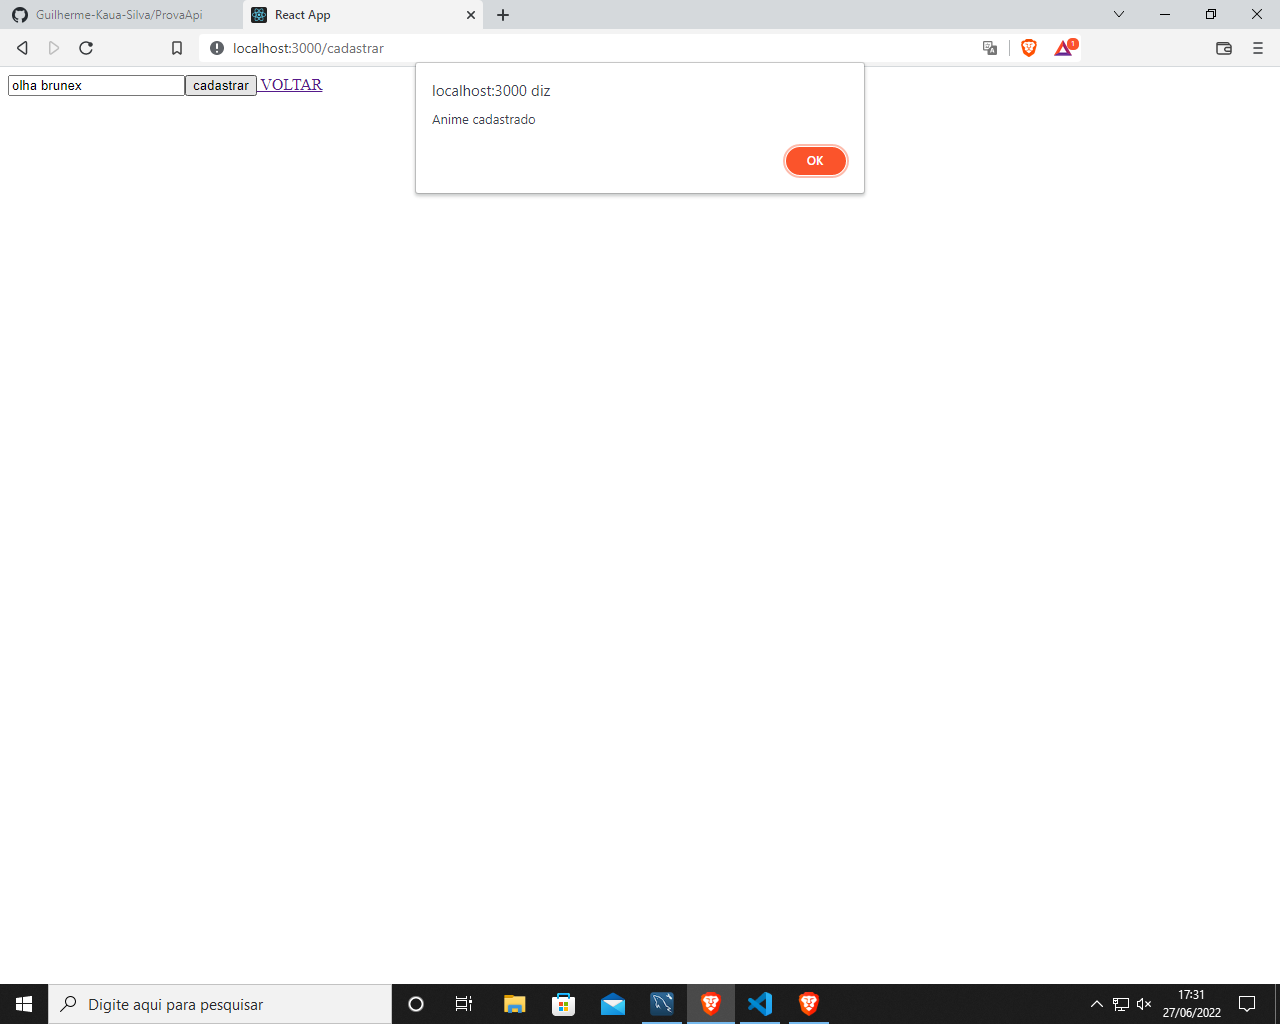 Guilherme-Kaua-Silva/ProvaApi
React App
localhost:3000/cadastrar
1
olha brunex
cadastrar
VOLTAR
localhost:3000 diz
Anime cadastrado
OK
Digite aqui para pesquisar
17:31
27/06/2022